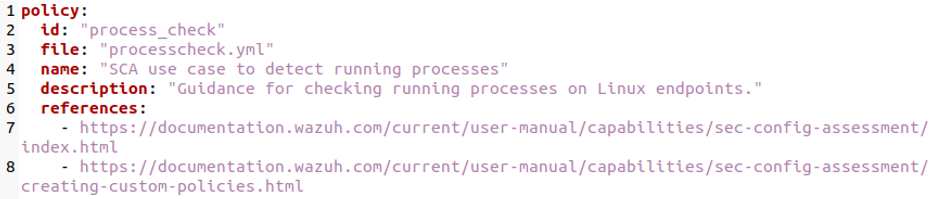 1 policy:
2   id: "process_check"
3   file: "processcheck.yml"
4   name: "SCA use case to detect running processes"
5   description: "Guidance for checking running processes on Linux endpoints."
6   references:
7     - https://documentation.wazuh.com/current/user-manual/capabilities/sec-config-assessment/
index.html
8     - https://documentation.wazuh.com/current/user-manual/capabilities/sec-config-assessment/
creating-custom-policies.html